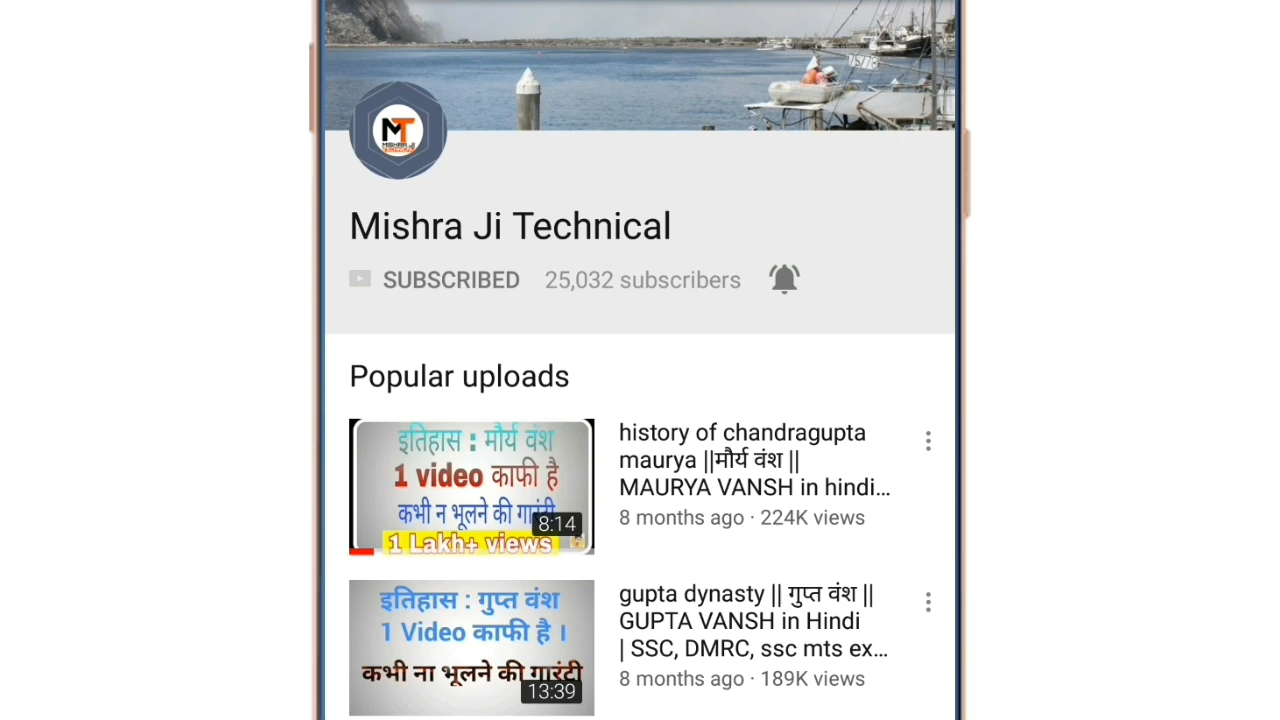 MT
MISHRA JI
Mishra Ji Technical
SUBSCRIBED 25,032 subscribers
Popular uploads
इतिहास : मौर्य वंश
1 video काफी है
कभी न भूलने की गारंटी
8:14
1 Lakh+ views
history of chandragupta
maurya ||मौर्य वंश ||
MAURYA VANSH in hindi...
8 months ago · 224K views
इतिहास : गुप्त वंश
1 Video काफी है ।
कभी ना भूलने की गारंटी
13:39
gupta dynasty || गुप्त वंश ||
GUPTA VANSH in Hindi
| SSC, DMRC, ssc mts ex...
8 months ago · 189K views